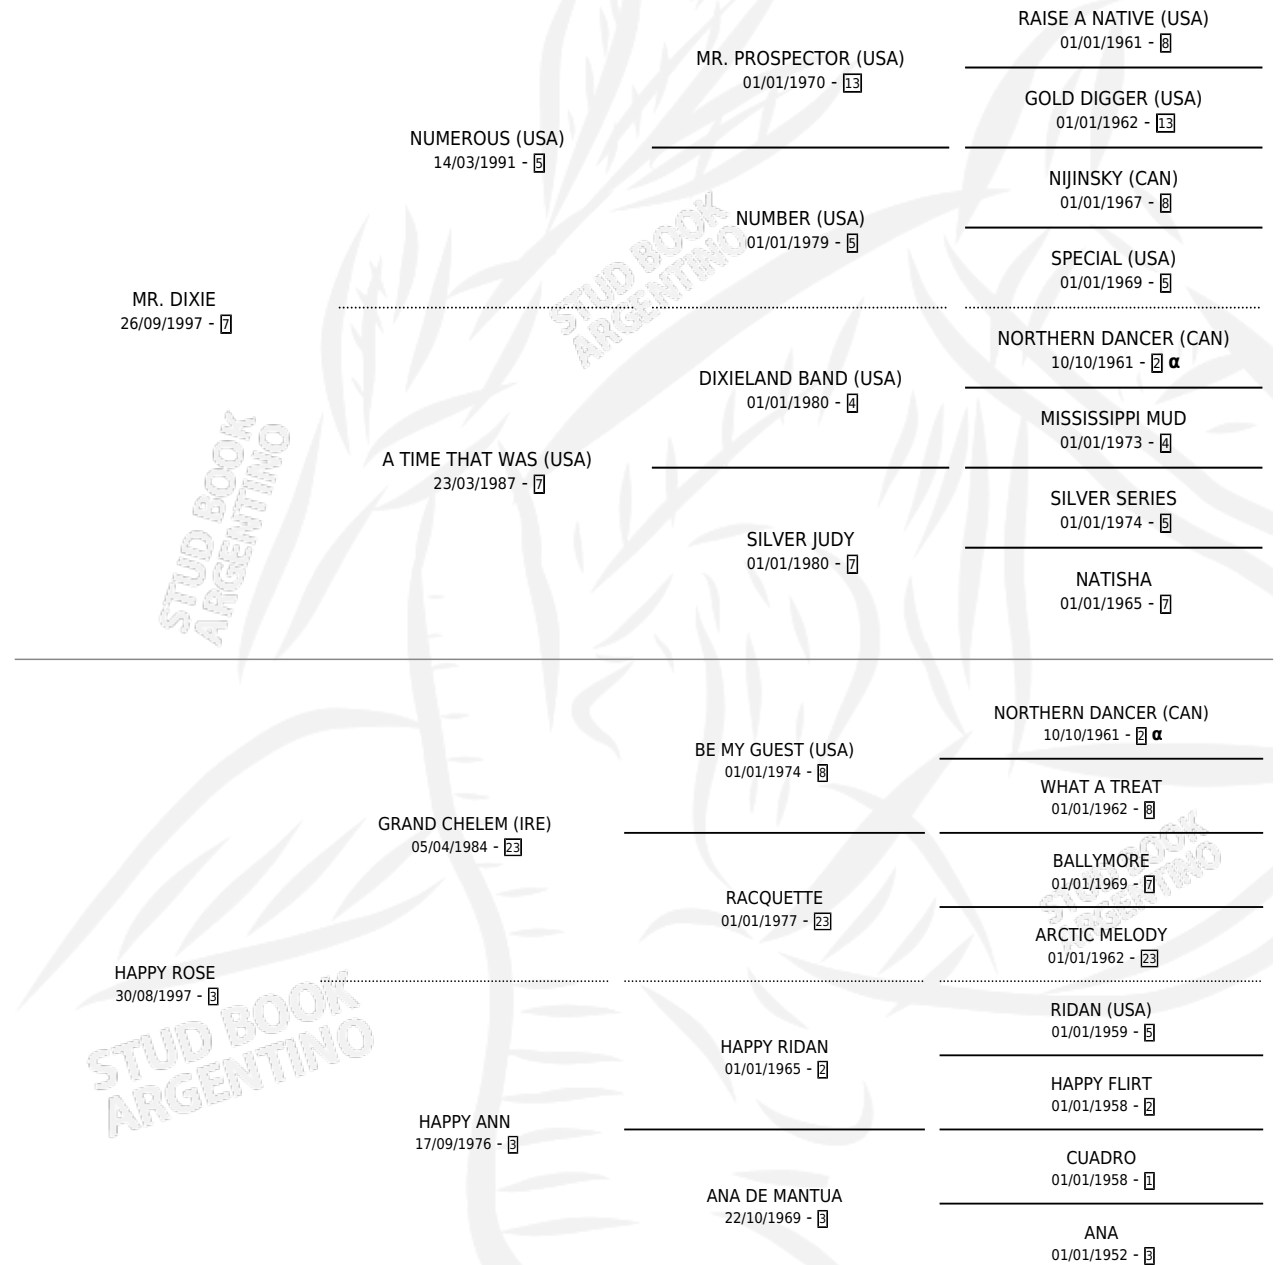 RAISE A NATIVE (USA)
01/01/1961 - 8
MR. PROSPECTOR (USA)
01/01/1970 - 13
GOLD DIGGER (USA)
01/01/1962 - 13
NUMEROUS (USA)
14/03/1991 - 5
NIJINSKY (CAN)
01/01/1967 - 8
NUMBER (USA)
01/01/1979 - 5
SPECIAL (USA)
01/01/1969 - 5
MR. DIXIE
26/09/1997 - 7
NORTHERN DANCER (CAN)
10/10/1961 - 2 α
DIXIELAND BAND (USA)
01/01/1980 - 4
MISSISSIPPI MUD
01/01/1973 - 4
A TIME THAT WAS (USA)
23/03/1987 - 7
SILVER SERIES
01/01/1974 - 5
SILVER JUDY
01/01/1980 - 7
NATISHA
01/01/1965 - 7
NORTHERN DANCER (CAN)
10/10/1961 - 2 α
BE MY GUEST (USA)
01/01/1974 - 8
WHAT A TREAT
01/01/1962 - 8
GRAND CHELEM (IRE)
05/04/1984 - 23
BALLYMORE
01/01/1969 - 7
RACQUETTE
01/01/1977 - 23
ARCTIC MELODY
01/01/1962 - 23
HAPPY ROSE
30/08/1997 - 3
RIDAN (USA)
01/01/1959 - 5
HAPPY RIDAN
01/01/1965 - 2
HAPPY FLIRT
01/01/1958 - 2
HAPPY ANN
17/09/1976 - 3
CUADRO
01/01/1958 - 1
ANA DE MANTUA
22/10/1969 - 3
ANA
01/01/1952 - 3
STUD BOOK
ARGENTINO
STUD BOOK
ARGENTINO
STUD BOOK
ARGENTINO
STUD BOOK
ARGENTINO